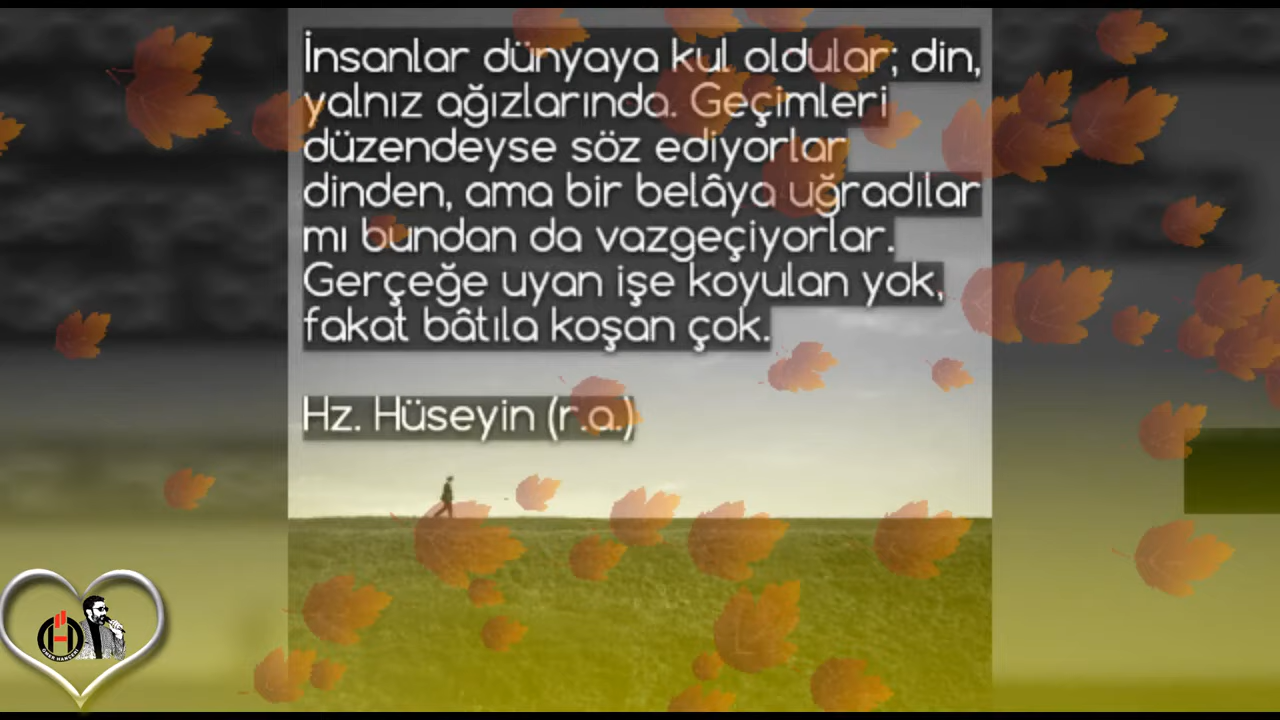 İnsanlar dünyaya kul oldular; din,
yalnız ağızlarında. Geçimleri
düzendeyse söz ediyorlar
dinden, ama bir belâya uğradılar
mı bundan da vazgeçiyorlar.
Gerçeğe uyan işe koyulan yok,
fakat bâtıla koşan çok.
Hz. Hüseyin (r.a.)